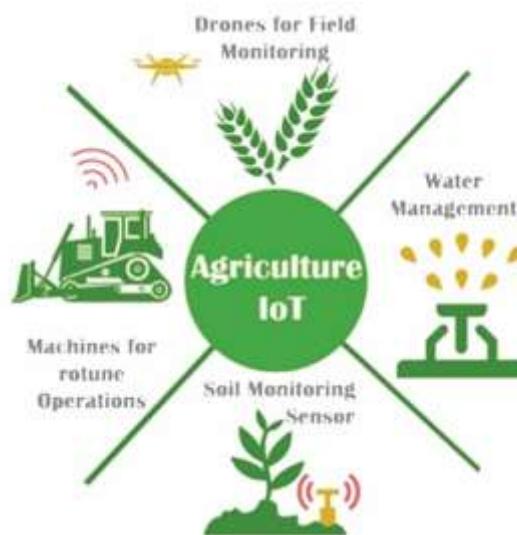 Drones for Field
Monitoring
Water
Management
Agriculture
IoT
Machines for
rotune
Operations
Soil Monitoring
Sensor